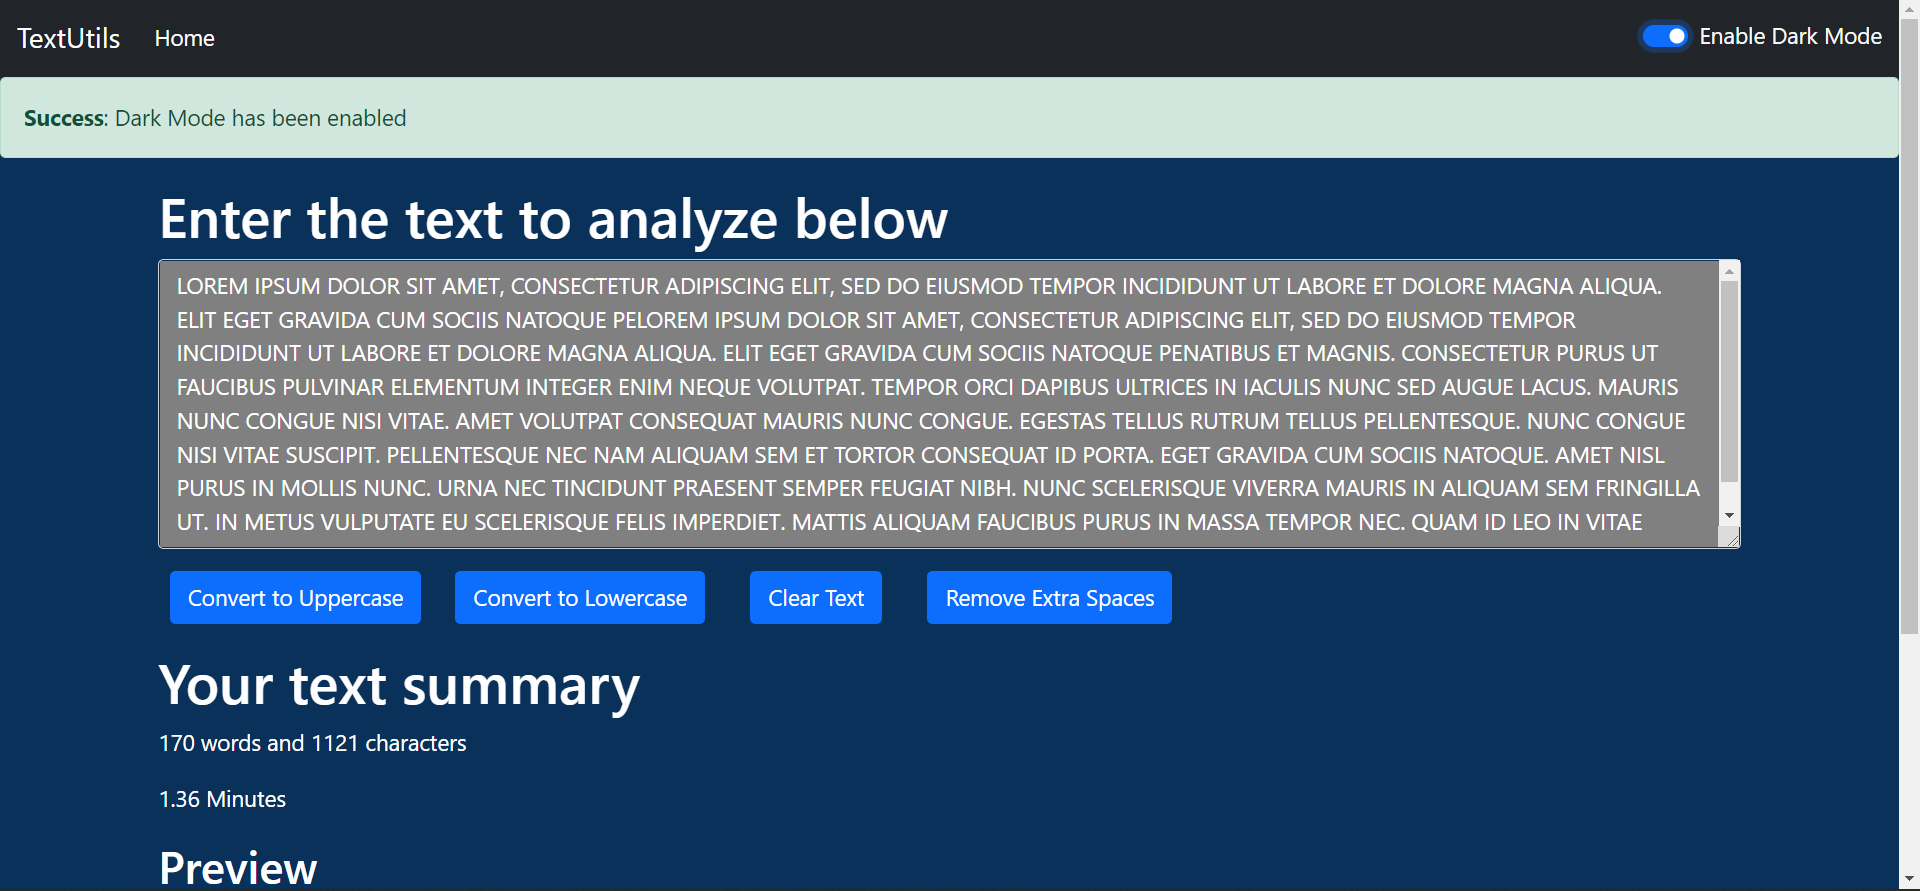 TextUtils Home Enable Dark Mode
Success: Dark Mode has been enabled
Enter the text to analyze below
LOREM IPSUM DOLOR SIT AMET, CONSECTETUR ADIPISCING ELIT, SED DO EIUSMOD TEMPOR INCIDIDUNT UT LABORE ET DOLORE MAGNA ALIQUA.
ELIT EGET GRAVIDA CUM SOCIIS NATOQUE PELOREM IPSUM DOLOR SIT AMET, CONSECTETUR ADIPISCING ELIT, SED DO EIUSMOD TEMPOR
INCIDIDUNT UT LABORE ET DOLORE MAGNA ALIQUA. ELIT EGET GRAVIDA CUM SOCIIS NATOQUE PENATIBUS ET MAGNIS. CONSECTETUR PURUS UT
FAUCIBUS PULVINAR ELEMENTUM INTEGER ENIM NEQUE VOLUTPAT. TEMPOR ORCI DAPIBUS ULTRICES IN IACULIS NUNC SED AUGUE LACUS. MAURIS
NUNC CONGUE NISI VITAE. AMET VOLUTPAT CONSEQUAT MAURIS NUNC CONGUE. EGESTAS TELLUS RUTRUM TELLUS PELLENTESQUE. NUNC CONGUE
NISI VITAE SUSCIPIT. PELLENTESQUE NEC NAM ALIQUAM SEM ET TORTOR CONSEQUAT ID PORTA. EGET GRAVIDA CUM SOCIIS NATOQUE. AMET NISL
PURUS IN MOLLIS NUNC. URNA NEC TINCIDUNT PRAESENT SEMPER FEUGIAT NIBH. NUNC SCELERISQUE VIVERRA MAURIS IN ALIQUAM SEM FRINGILLA
UT. IN METUS VULPUTATE EU SCELERISQUE FELIS IMPERDIET. MATTIS ALIQUAM FAUCIBUS PURUS IN MASSA TEMPOR NEC. QUAM ID LEO IN VITAE
Convert to Uppercase Convert to Lowercase Clear Text Remove Extra Spaces
Your text summary
170 words and 1121 characters
1.36 Minutes
Preview